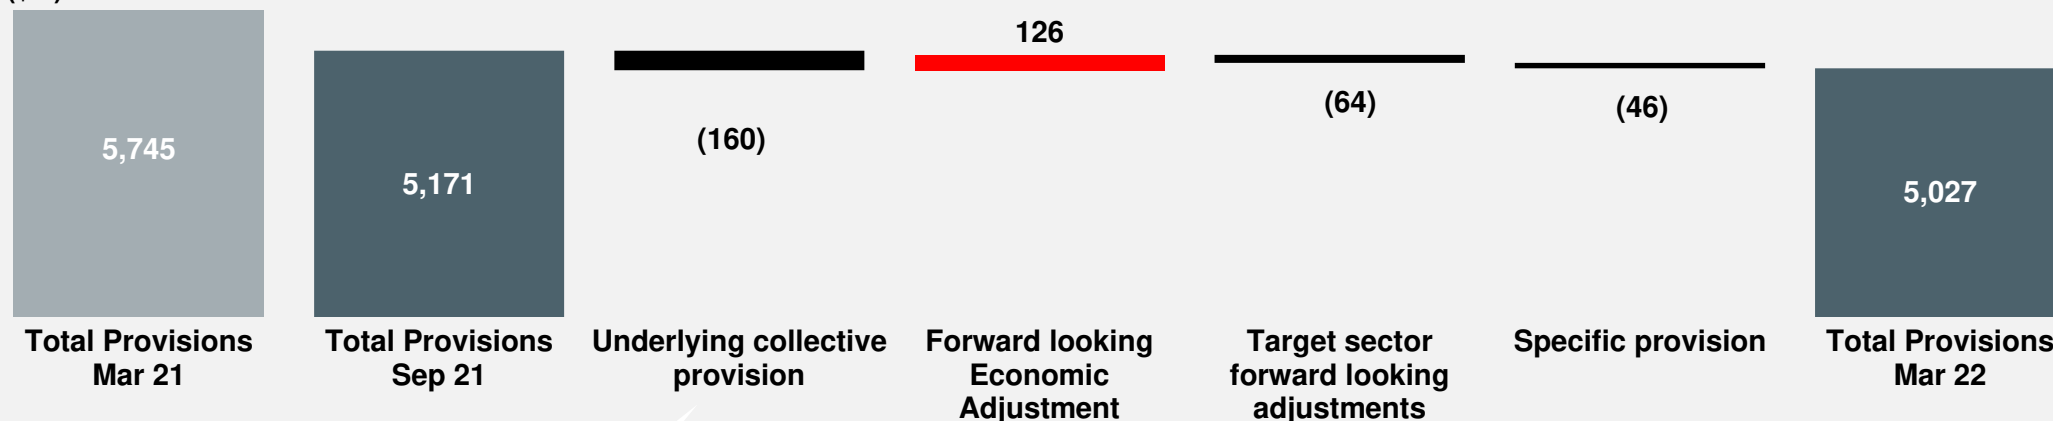 5,745
5,171
(160)
126
(64)
(46)
5,027
Total Provisions
Mar 21
Total Provisions
Sep 21
Underlying collective
provision
Forward looking
Economic
Adjustment
Target sector
forward looking
adjustments
Specific provision
Total Provisions
Mar 22